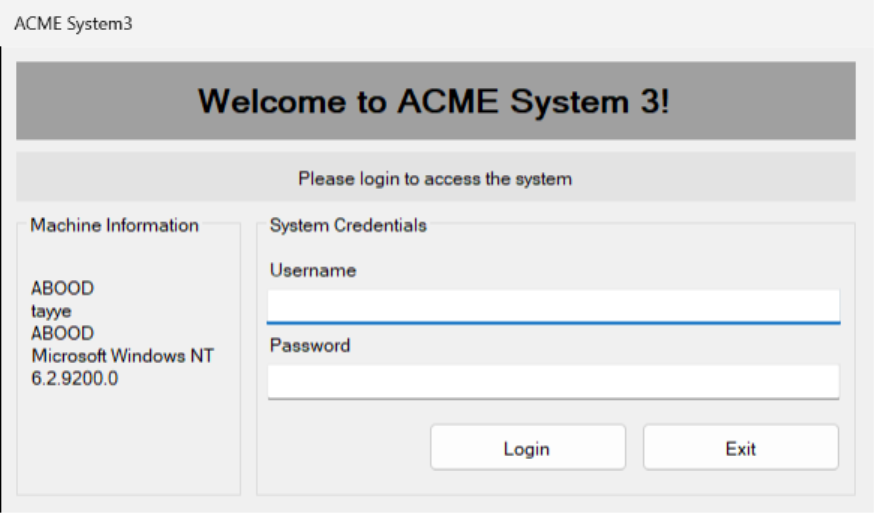 ACME System3
Welcome to ACME System 3!
Please login to access the system
Machine Information
ABOOD
tayye
ABOOD
Microsoft Windows NT
6.2.9200.0
System Credentials
Username
Password
Login
Exit